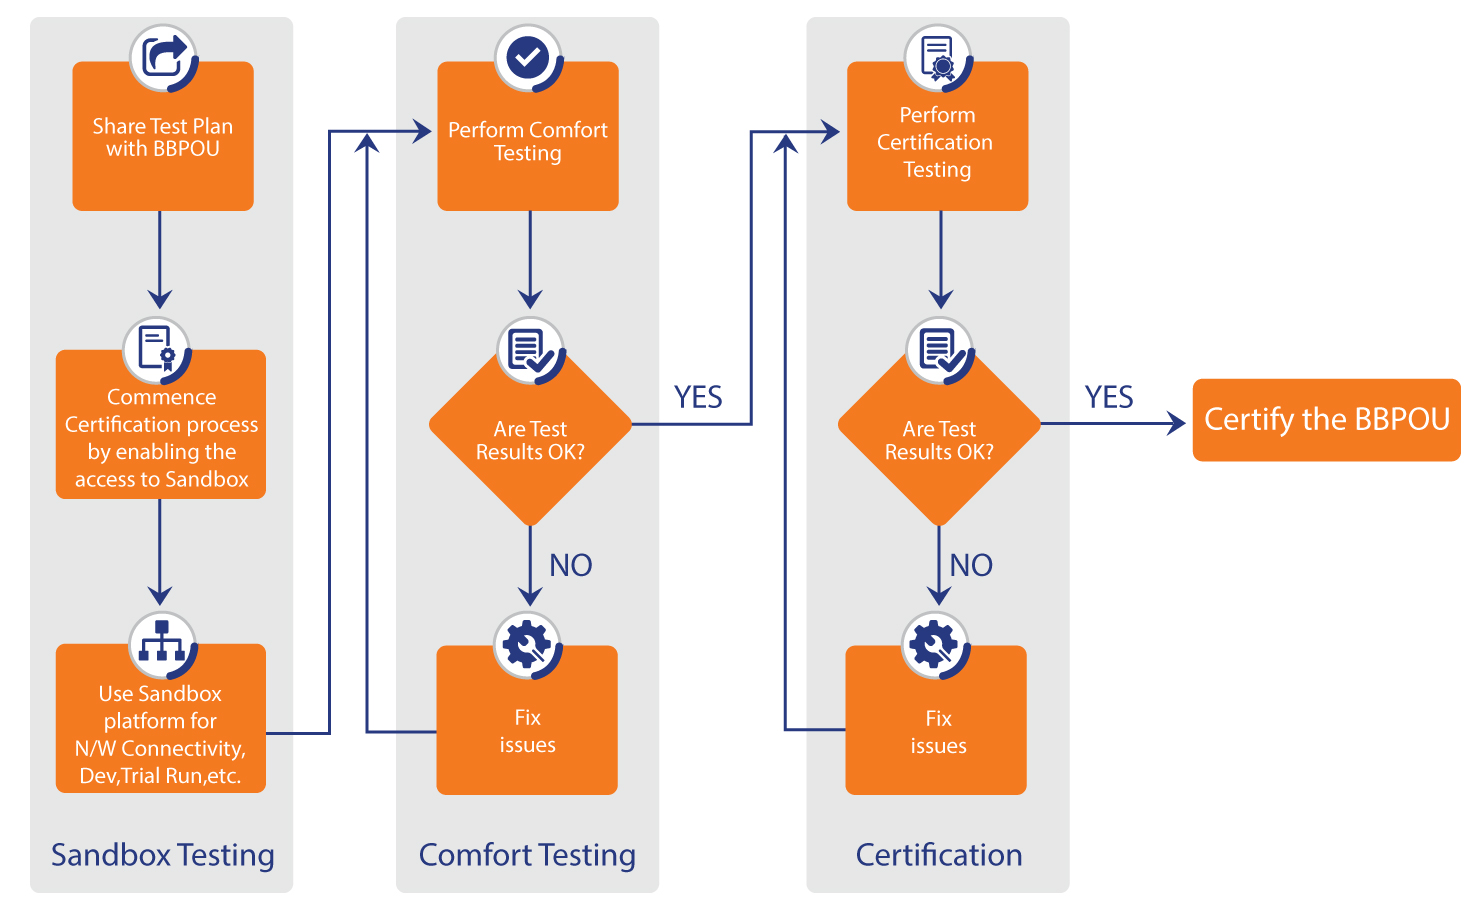 Share Test Plan
with BBPOU
Commence
Certification process
by enabling the
access to Sandbox
Use Sandbox
platform for
N/W Connectivity,
Dev,Trial Run,etc.
Sandbox Testing
Perform Comfort
Testing
Are Test
Results OK?
YES
NO
Fix
issues
Comfort Testing
Perform
Certification
Testing
Are Test
Results OK?
YES
NO
Fix
issues
Certification
Certify the BBPOU